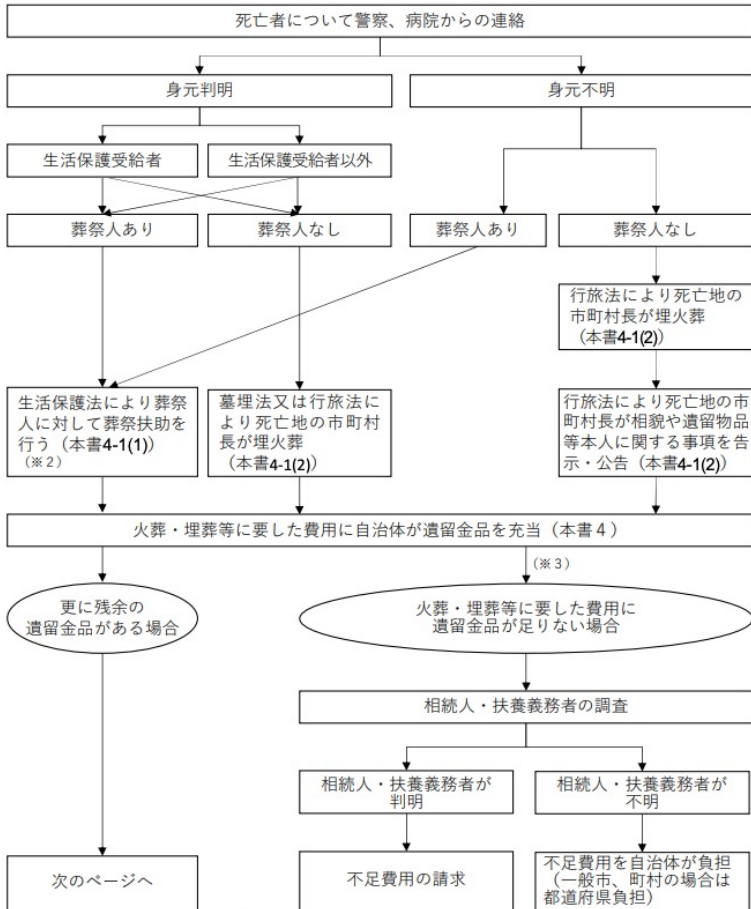 死亡者について警察、病院からの連絡
身元判明
身元不明
生活保護受給者
生活保護受給者以外
葬祭人あり
葬祭人なし
葬祭人あり
葬祭人なし
行旅法により死亡地の
市町村長が埋火葬
(本書4-1(2))
生活保護法により葬祭
人に対して葬祭扶助を
行う(本書4-1(1))
(※2)
墓埋法又は行旅法によ
り死亡地の市町村
長が埋火葬
(本書4-1(2))
行旅法により死亡地の市
町村長が相貌や遺留物品
等本人に関する事項を告
示・公告(本書4-1(2))
火葬・埋葬等に要した費用に自治体が遺留金品を充当(本書4)
(※3)
更に残余の
遺留金品がある場合
火葬・埋葬等に要した費用に
遺留金品が足りない場合
相続人・扶養義務者の調査
相続人・扶養義務者が
判明
相続人・扶養義務者が
不明
次のページへ
不足費用の請求
不足費用を自治体が負担
(一般市、町村の場合は
都道府県負担)